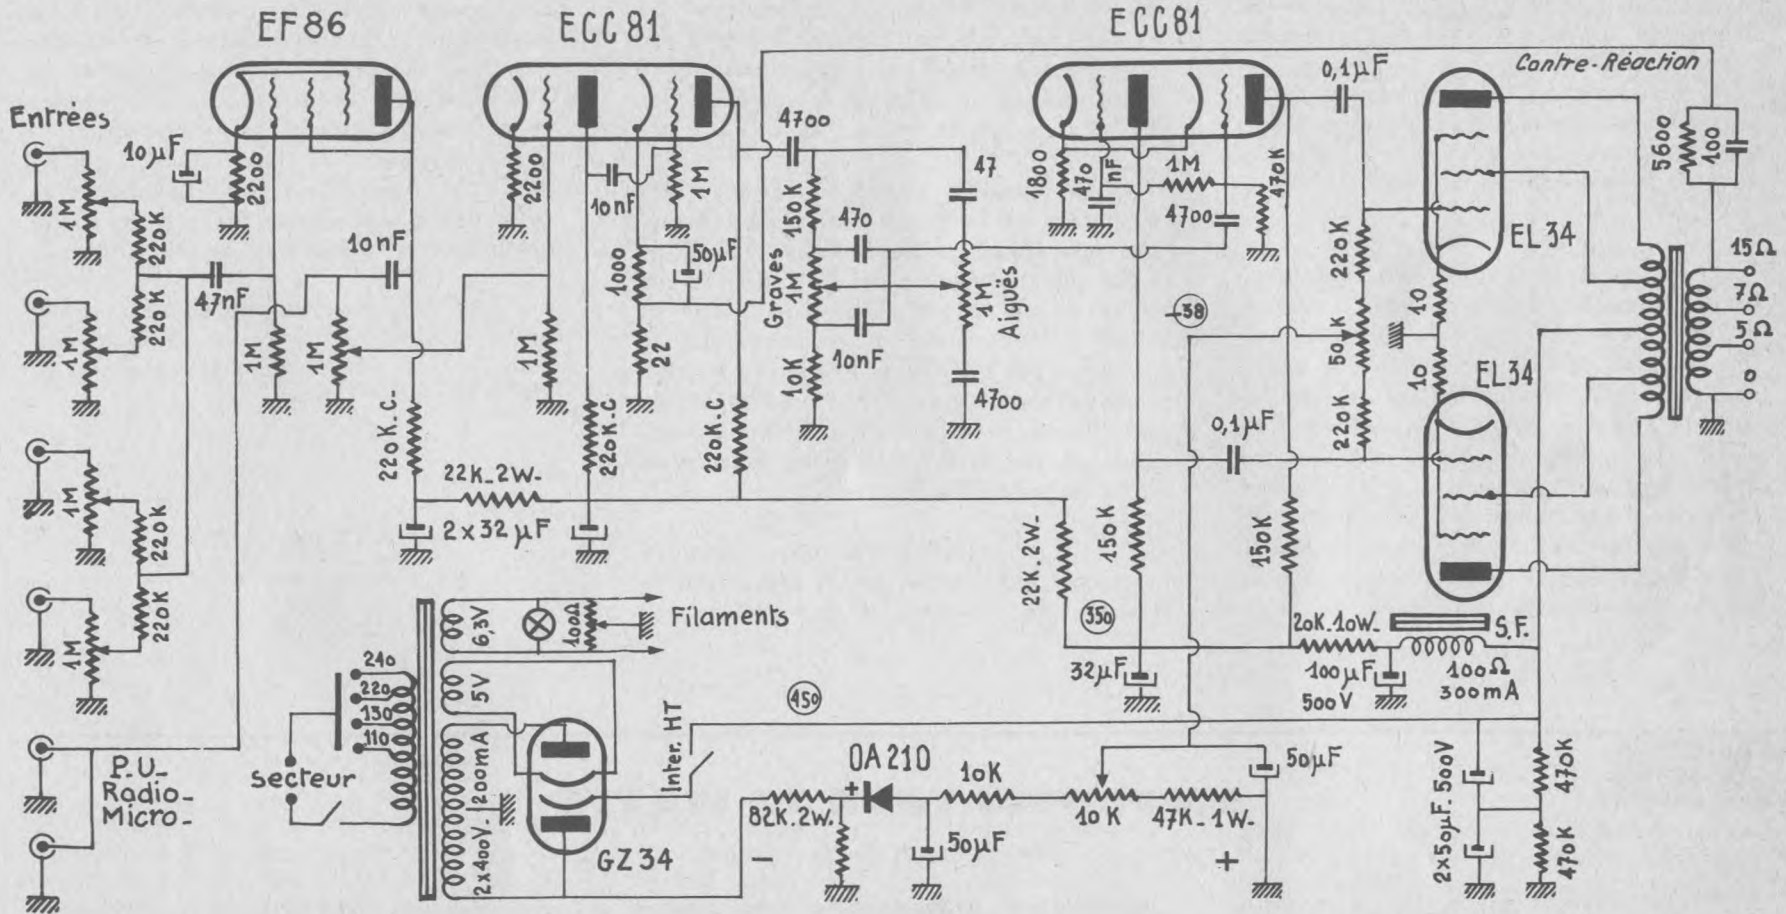 EF86
ECC81
ECC81
Contre-Réaction
Entrées
10µF
2200
1M
220K
10nF
47nF
220K
1M
1M
1M
220K.C.
22K.2W.
2x32µF
1M
220K
220K
1M
P.U.
Radio-
Micro-
2200
10nF
1M
1000
50µF
22
1M
220K.C
220K.C
4700
150K
470
Graves
1M
10nF
10K
47
1M
Aiguës
4700
1800
470
nF
1M
4700
470K
0,1µF
220K
50K
220K
-38
0,1µF
10
10
EL34
EL34
5600
100
15Ω
7Ω
5Ω
0
22K.2W.
150K
150K
350
32µF
20K.10W.
100µF
500V
S.F.
100Ω
300mA
6,3V
100Ω
Filaments
5V
240
220
130
110
secteur
2x400V.200mA
GZ34
Inter. HT
450
OA210
+
82K.2W.
-
50µF
10K
10K
47K-1W-
+
50µF
2x50µF.500V
470K
470K